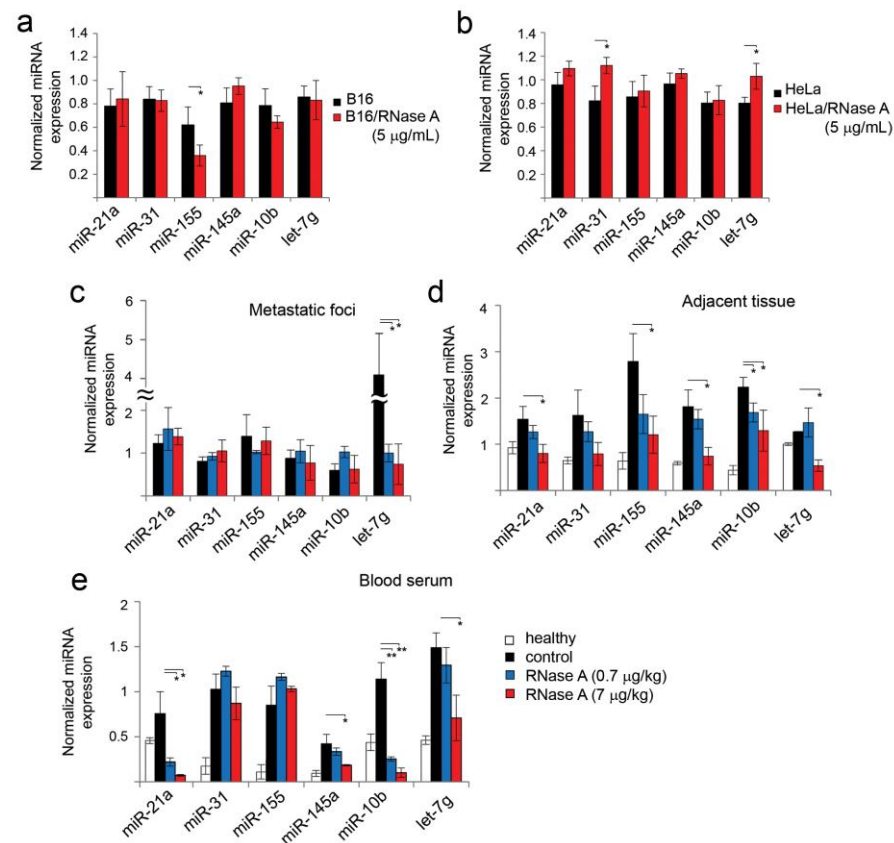 a
Normalized miRNA
expression
1.4
1.2
1.0
0.8
0.6
0.4
0.2
*
B16
B16/RNase A
(5 µg/mL)
miR-21a
miR-31
miR-155
miR-145a
miR-10b
let-7g
b
Normalized miRNA
expression
1.4
1.2
1.0
0.8
0.6
0.4
0.2
*
*
HeLa
HeLa/RNase A
(5 µg/mL)
miR-21a
miR-31
miR-155
miR-145a
miR-10b
let-7g
c
Metastatic foci
Normalized miRNA
expression
6
5
4
2
1
* *
miR-21a
miR-31
miR-155
miR-145a
miR-10b
let-7g
d
Adjacent tissue
Normalized miRNA
expression
4
3
2
1
*
*
*
* *
*
miR-21a
miR-31
miR-155
miR-145a
miR-10b
let-7g
e
Blood serum
Normalized miRNA
expression
2
1.5
1
0.5
* *
*
** **
*
miR-21a
miR-31
miR-155
miR-145a
miR-10b
let-7g
healthy
control
RNase A (0.7 µg/kg)
RNase A (7 µg/kg)